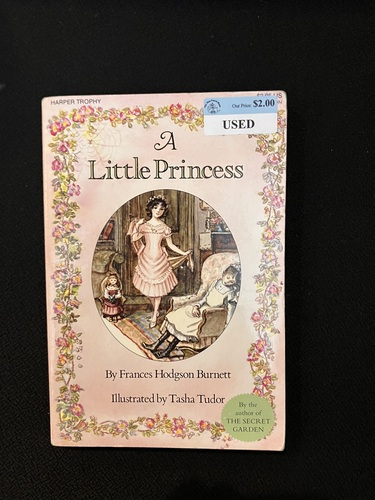 HARPER TROPHY
Our Price: $2.00
USED
A
Little Princess
By Frances Hodgson Burnett
Illustrated by Tasha Tudor
By the
author of
THE SECRET
GARDEN